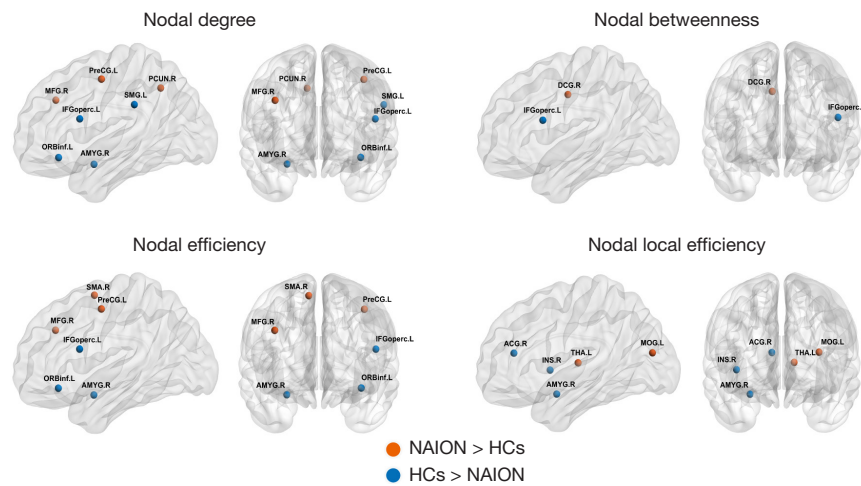 Nodal degree
PreCG.L
PCUN.R
MFG.R
SMG.L
IFGoperc.L
ORBinf.L
AMYG.R
PreCG.L
PCUN.R
MFG.R
SMG.L
IFGoperc.L
AMYG.R
ORBinf.L
Nodal betweenness
DCG.R
IFGoperc.L
DCG.R
IFGoperc.
Nodal efficiency
SMA.R
PreCG.L
MFG.R
IFGoperc.L
ORBinf.L
AMYG.R
SMA.R
PreCG.L
MFG.R
IFGoperc.L
AMYG.R
ORBinf.L
Nodal local efficiency
ACG.R
MOG.L
INS.R
THA.L
AMYG.R
ACG.R
MOG.L
INS.R
THA.L
AMYG.R
NAION > HCs
HCs > NAION